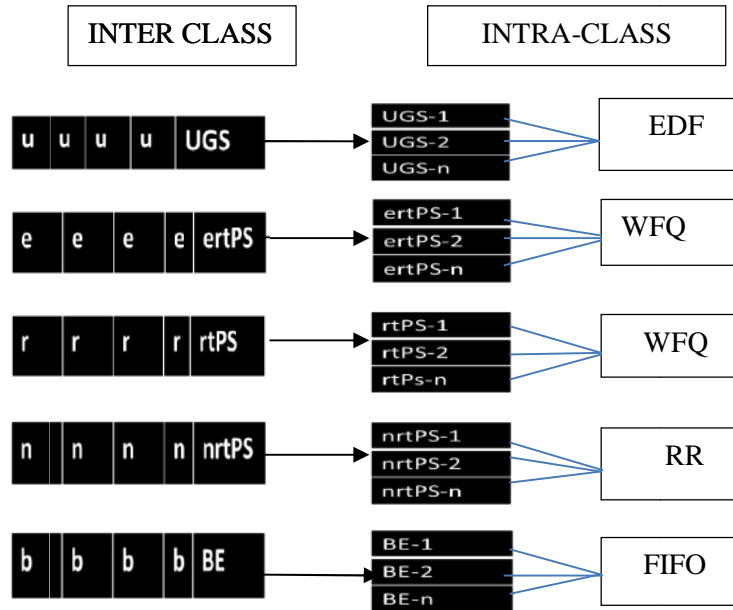 INTER CLASS
INTRA-CLASS
u u u u UGS
UGS-1
UGS-2
UGS-n
EDF
e e e e ertPS
ertPS-1
ertPS-2
ertPS-n
WFQ
r r r r rtPS
rtPS-1
rtPS-2
rtPs-n
WFQ
n n n n nrtPS
nrtPS-1
nrtPS-2
nrtPS-n
RR
b b b b BE
BE-1
BE-2
BE-n
FIFO